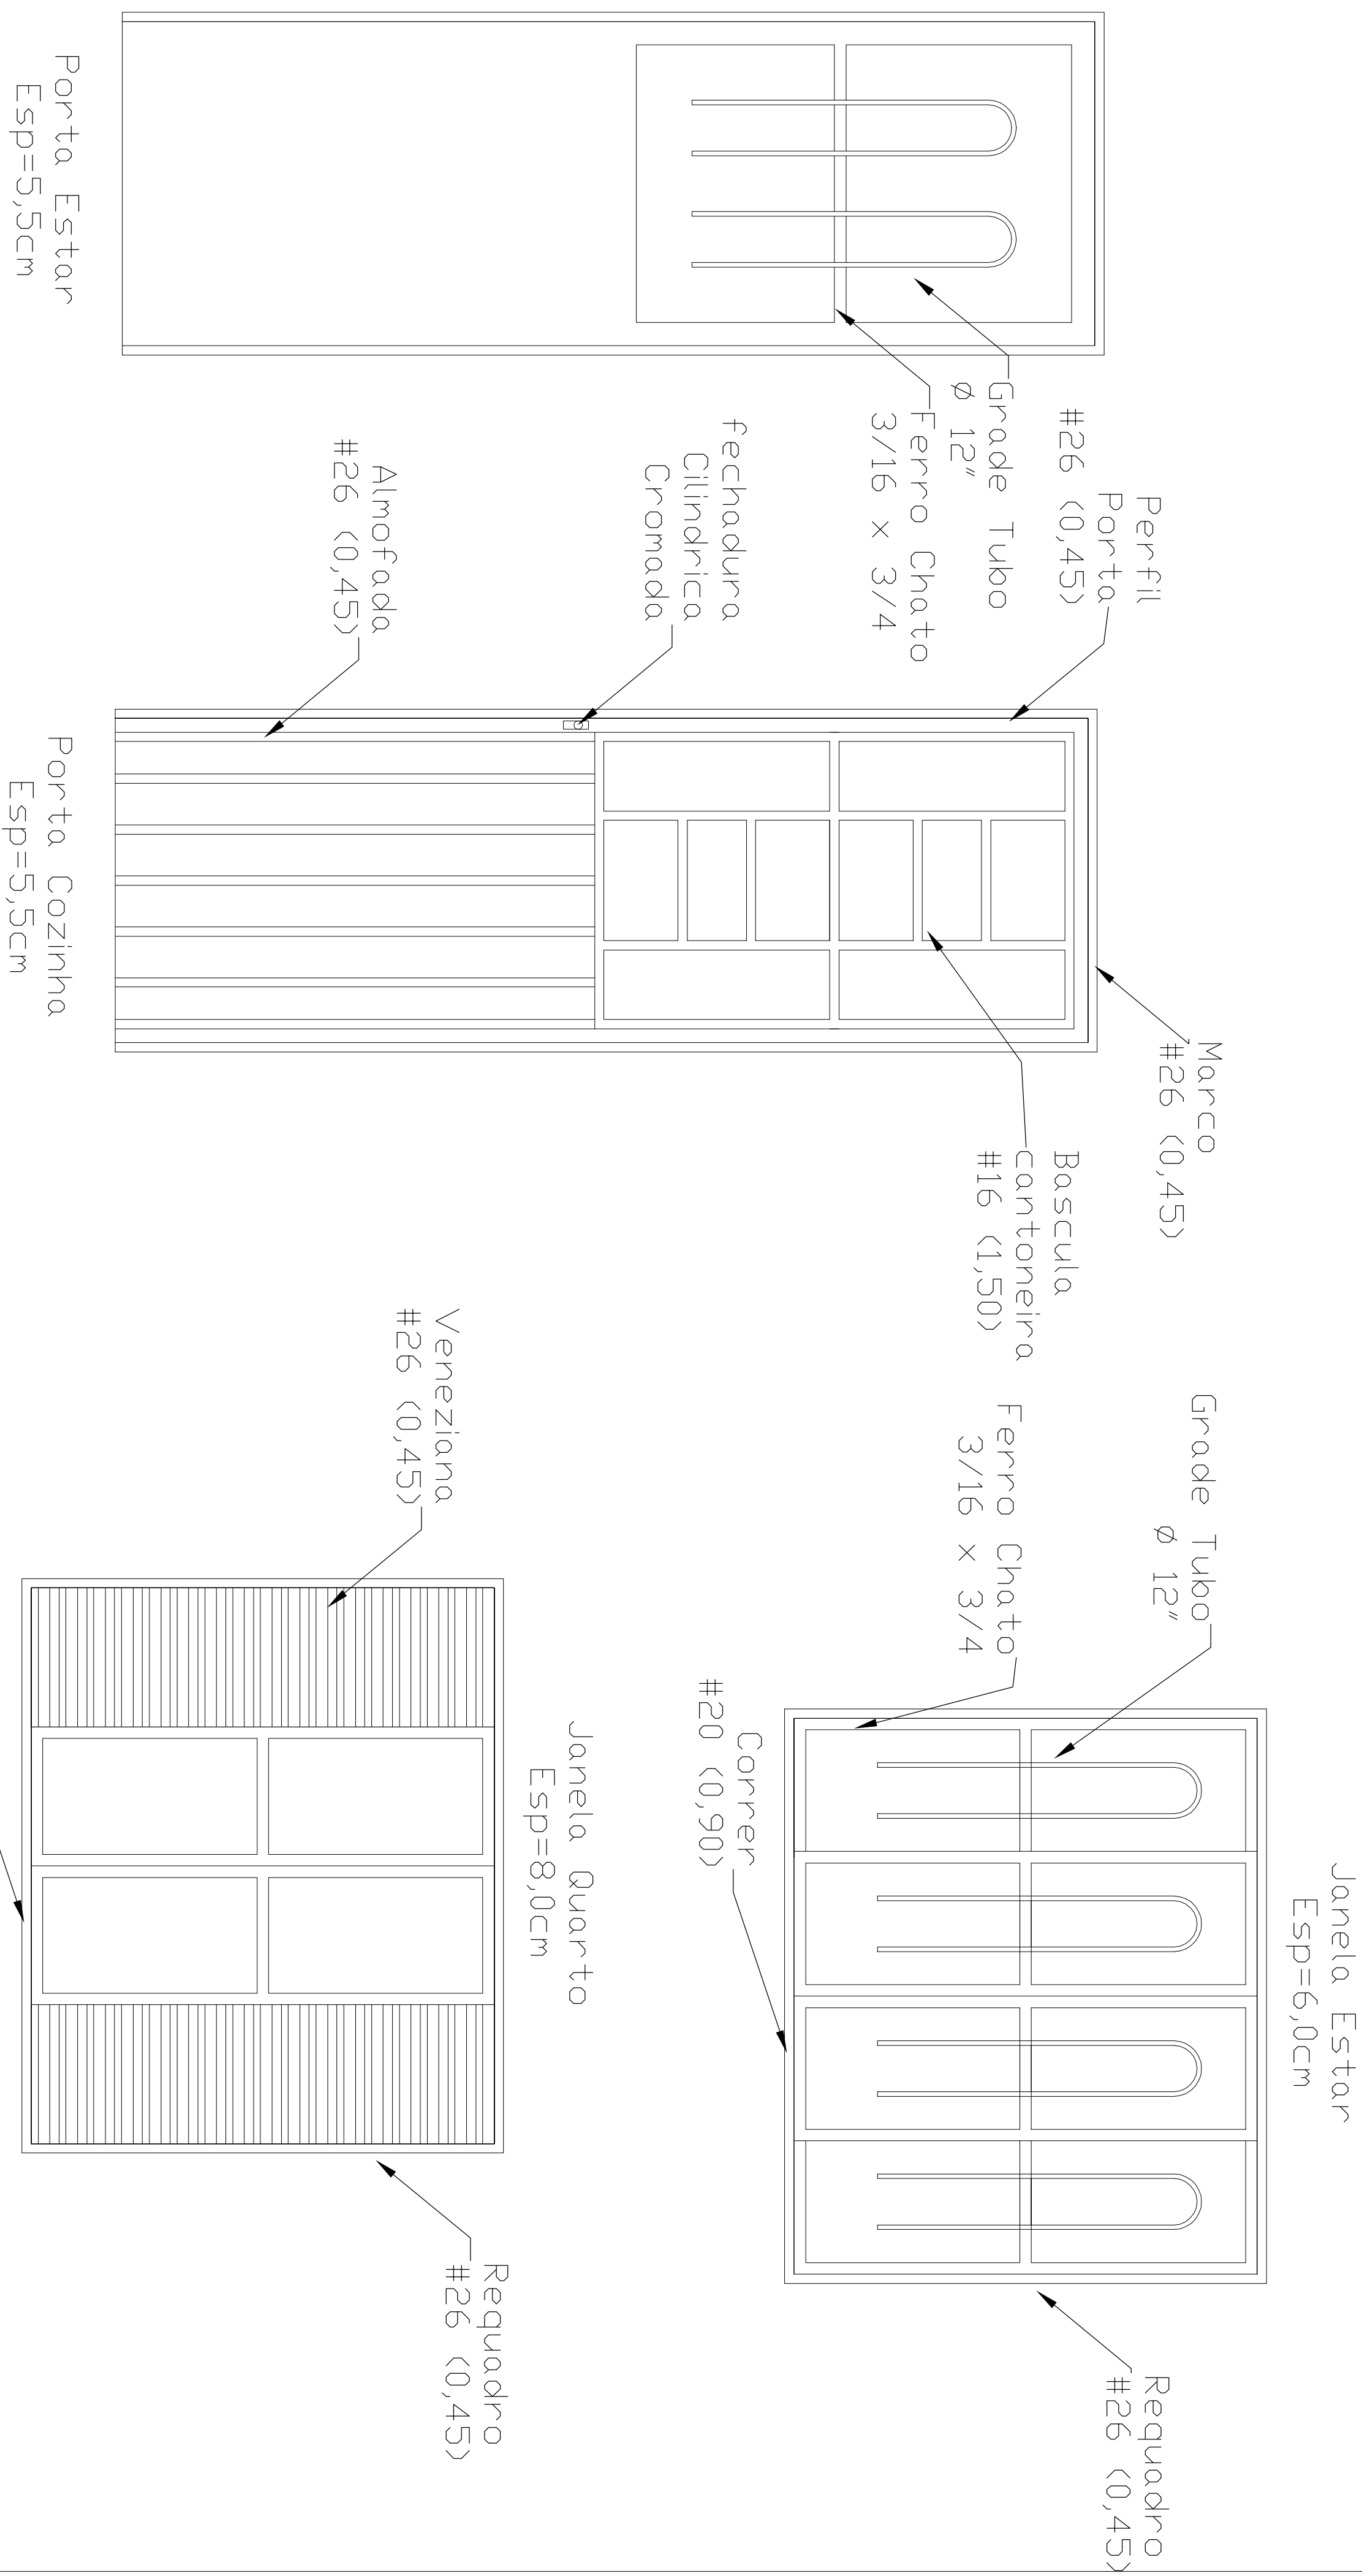 Porta Estar
Esp=5,5cm
Grade Tubo
Ø 12"
Ferro Chato
3/16 x 3/4
Perfil
Porta
#26 (0,45)
fechadura
Cilindrica
Cromada
Almofada
#26 (0,45)
Porta Cozinha
Esp=5,5cm
Marco
#26 (0,45)
Bascula
cantoneira
#16 (1,50)
Janela Estar
Esp=6,0cm
Grade Tubo
Ø 12"
Ferro Chato
3/16 x 3/4
Correr
#20 (0,90)
Requadro
#26 (0,45)
Janela Quarto
Esp=8,0cm
Veneziana
#26 (0,45)
Requadro
#26 (0,45)